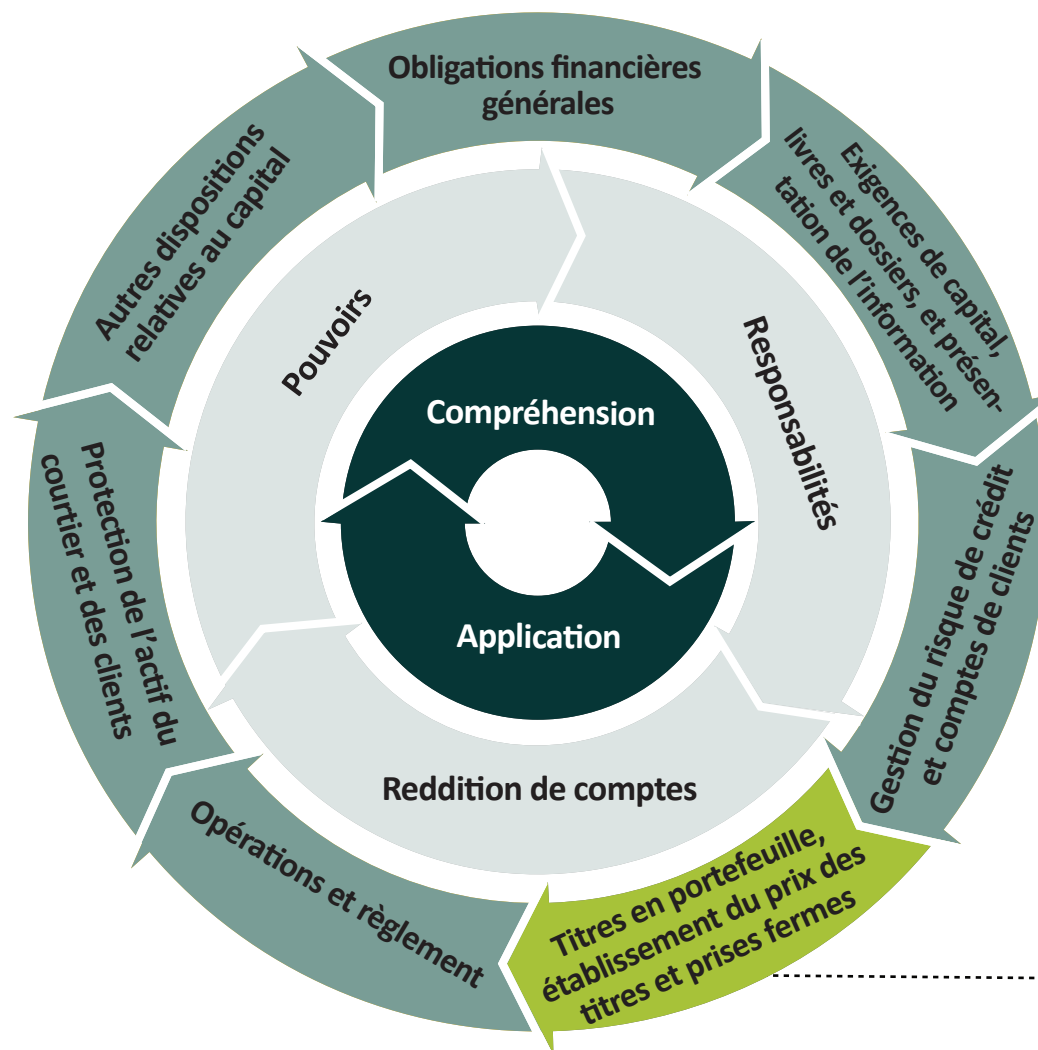 Obligations financières
générales
Exigences de capital,
livres et dossiers, et présen-
tation de l'information
Gestion du risque de crédit
et comptes de clients
Titres en portefeuille,
établissement du prix des
titres et prises fermes
Opérations et règlement
Protection de l'actif du
courtier et des clients
Autres dispositions
relatives au capital
Pouvoirs
Responsabilités
Reddition de comptes
Compréhension
Application